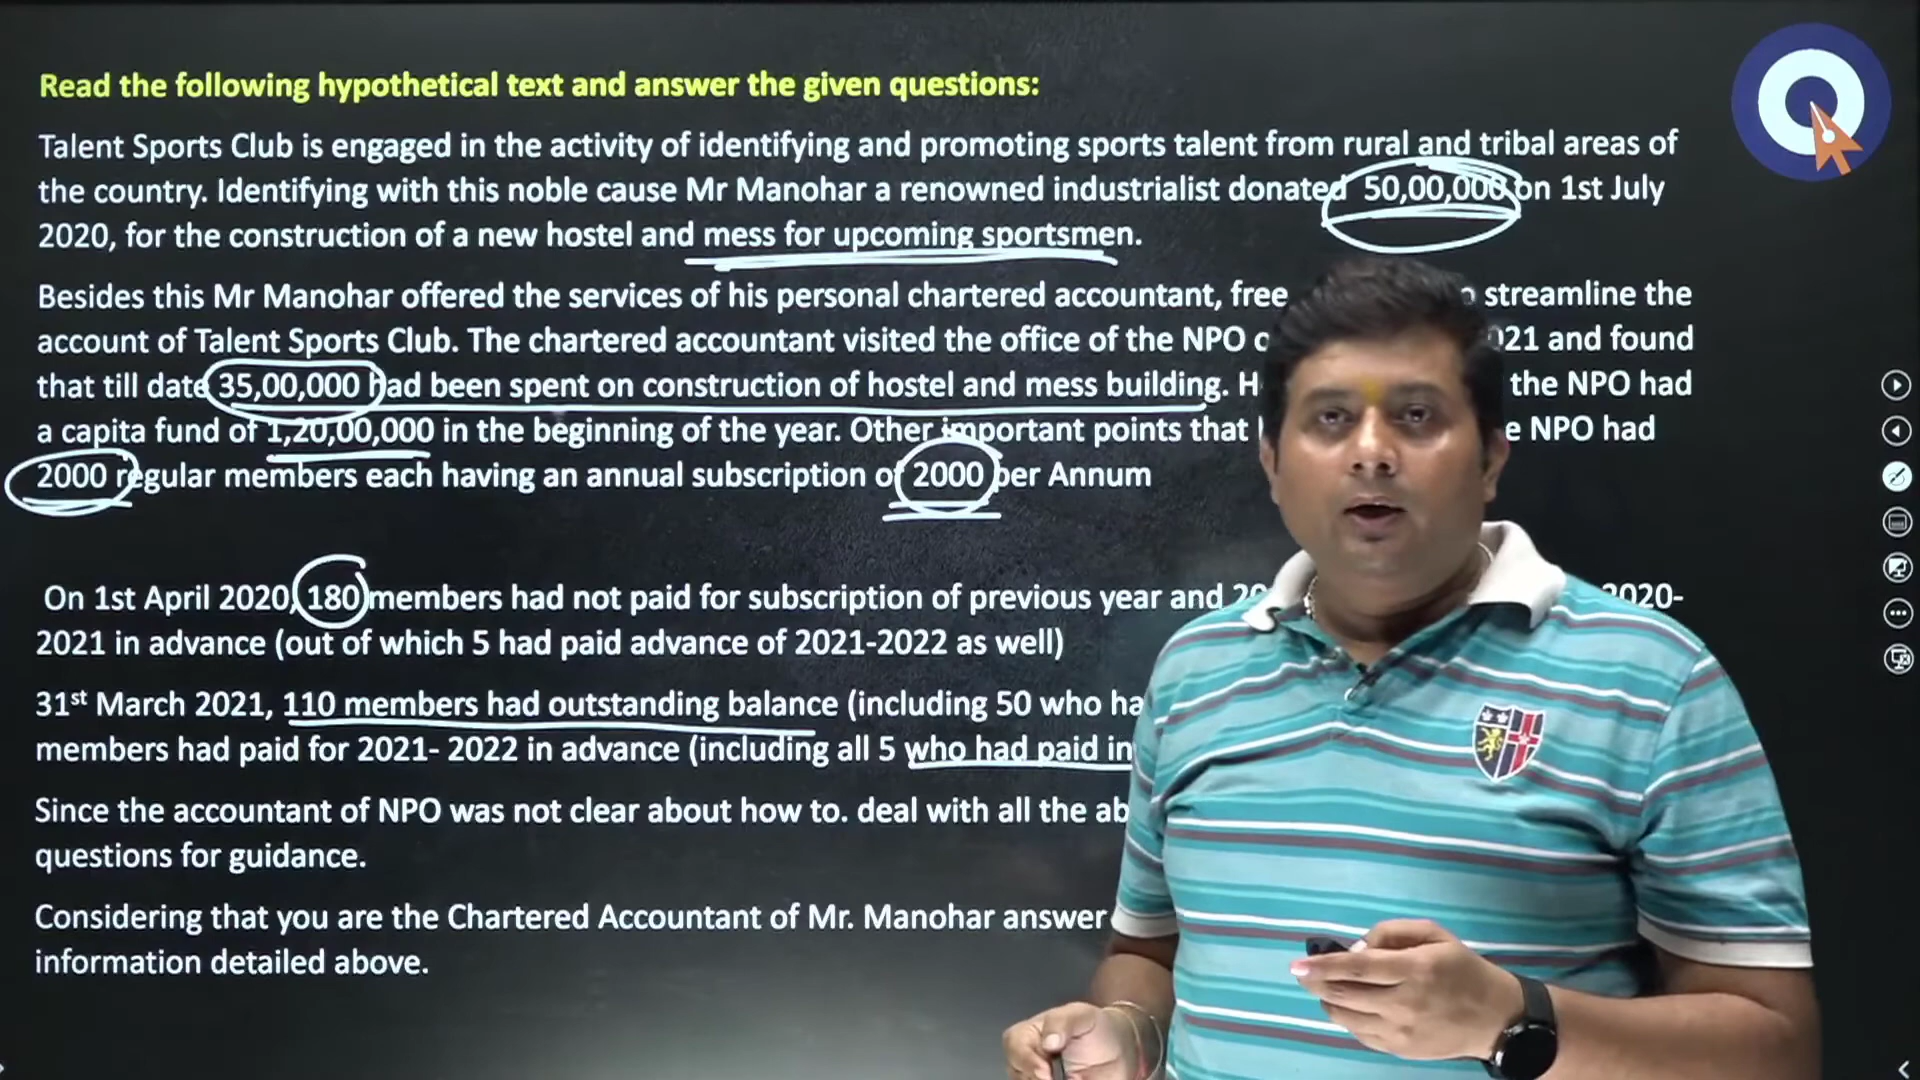 Read the following hypothetical text and answer the given questions:
Talent Sports Club is engaged in the activity of identifying and promoting sports talent from rural and tribal areas of
the country. Identifying with this noble cause Mr Manohar a renowned industrialist donated 50,00,000 on 1st July
2020, for the construction of a new hostel and mess for upcoming sportsmen.
Besides this Mr Manohar offered the services of his personal chartered accountant, free streamline the
account of Talent Sports Club. The chartered accountant visited the office of the NPO and found
that till date 35,00,000 had been spent on construction of hostel and mess building. the NPO had
a capita fund of 1,20,00,000 in the beginning of the year. Other important points that NPO had
2000 regular members each having an annual subscription of 2000 per Annum
On 1st April 2020, 180 members had not paid for subscription of previous year and 2020-
2021 in advance (out of which 5 had paid advance of 2021-2022 as well)
31st March 2021, 110 members had outstanding balance (including 50 who
members had paid for 2021- 2022 in advance (including all 5 who had paid in
Since the accountant of NPO was not clear about how to. deal with all the
questions for guidance.
Considering that you are the Chartered Accountant of Mr. Manohar answer
information detailed above.